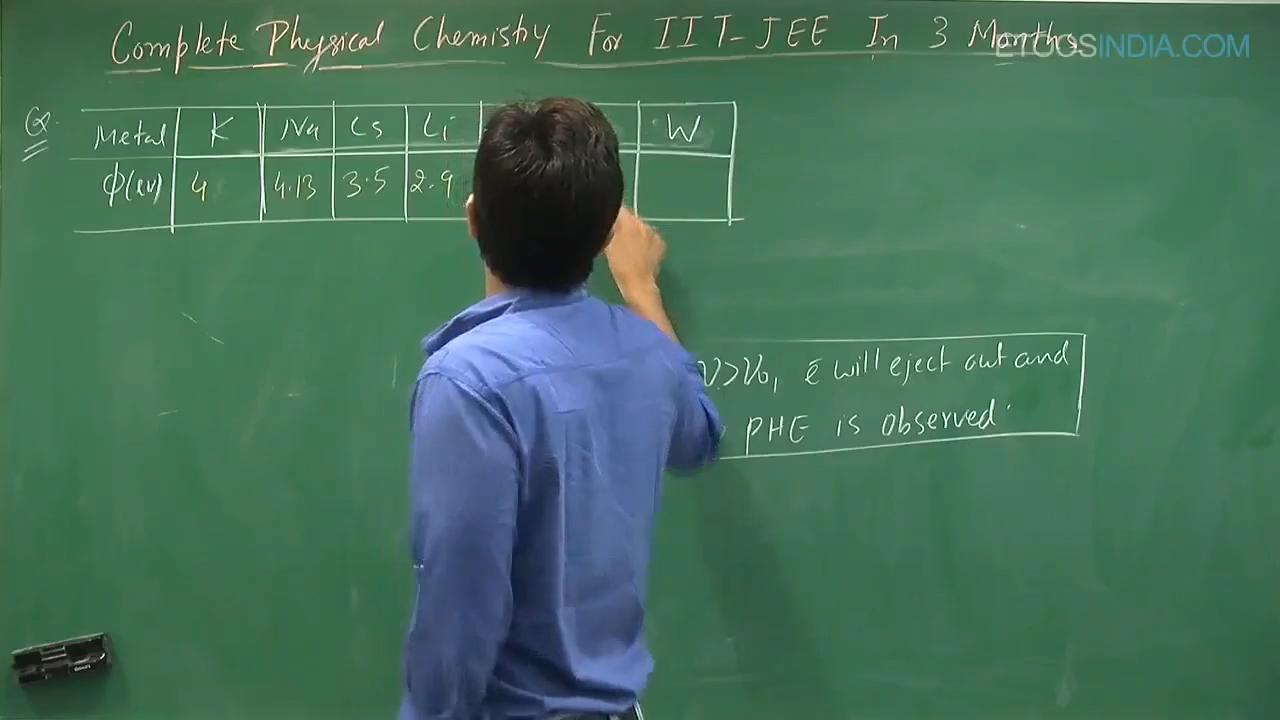 Complete Physical Chemistry For IIT-JEE In 3 Months
ETOOSINDIA.COM
Q.
Metal K Na Cs Li W
ϕ(ev) 4 4.13 3.5 2.9
ν>ν₀, ē will eject out and
PHE is observed.